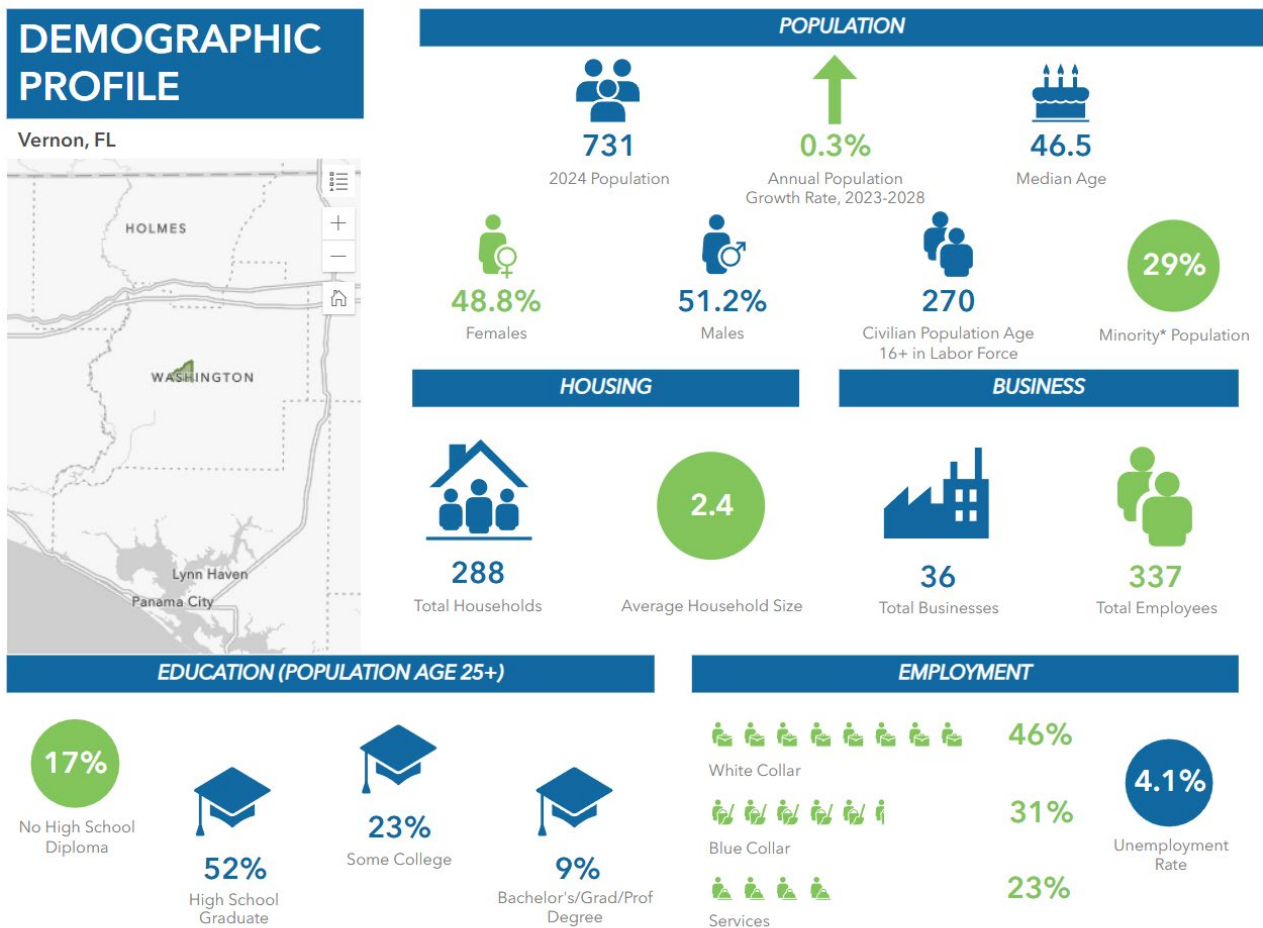 DEMOGRAPHIC
PROFILE
Vernon, FL
HOLMES
WASHINGTON
Lynn Haven
Panama City
POPULATION
731
2024 Population
0.3%
Annual Population
Growth Rate, 2023-2028
46.5
Median Age
48.8%
Females
51.2%
Males
270
Civilian Population Age
16+ in Labor Force
29%
Minority* Population
HOUSING
288
Total Households
2.4
Average Household Size
BUSINESS
36
Total Businesses
337
Total Employees
EDUCATION (POPULATION AGE 25+)
17%
No High School
Diploma
52%
High School
Graduate
23%
Some College
9%
Bachelor's/Grad/Prof
Degree
EMPLOYMENT
46%
White Collar
31%
Blue Collar
23%
Services
4.1%
Unemployment
Rate